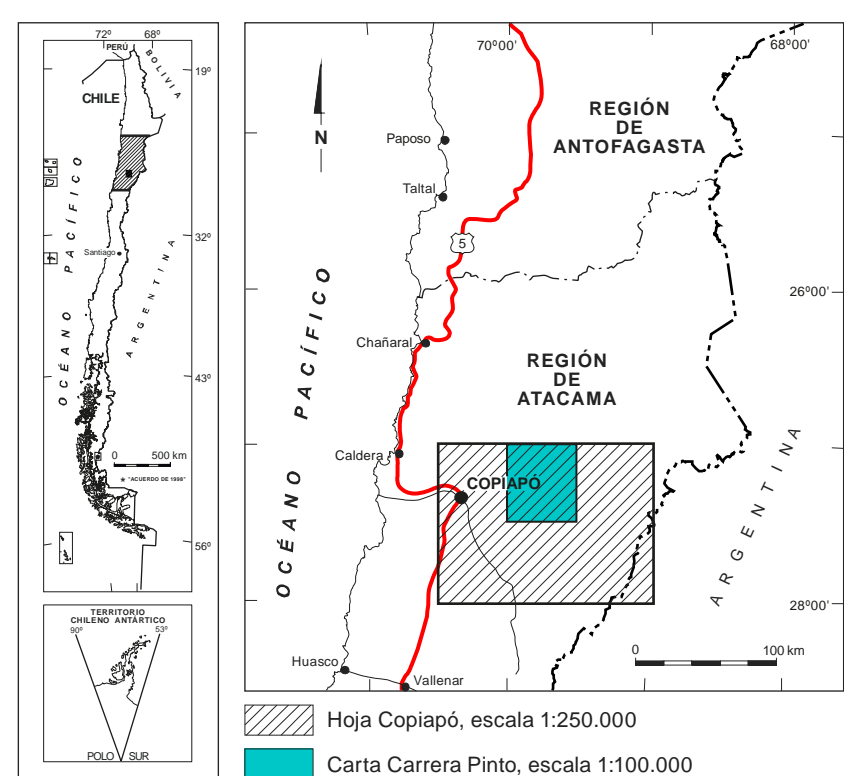 72º 68º
PERÚ
BOLIVIA
19º
CHILE
OCÉANO PACÍFICO
32º
Santiago
ARGENTINA
43º
0 500 km
"ACUERDO DE 1998"
56º
TERRITORIO
CHILENO ANTÁRTICO
90º 53º
POLO SUR
70º00' 68º00'
N
REGIÓN
DE
ANTOFAGASTA
Paposo
Taltal
5
26º00'
OCÉANO PACÍFICO
Chañaral
REGIÓN
DE
ATACAMA
Caldera
COPIAPÓ
ARGENTINA
28º00'
0 100 km
Huasco
Vallenar
Hoja Copiapó, escala 1:250.000
Carta Carrera Pinto, escala 1:100.000